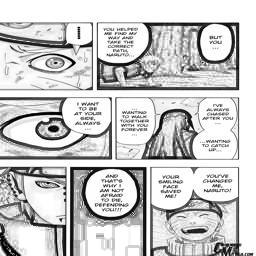 BUT
YOU
...
YOU HELPED
ME FIND MY
WAY AND
TAKE THE
CORRECT
PATH,
NARUTO...
!!!!
I'VE
ALWAYS
CHASED
AFTER YOU
...
...WANTING
TO CATCH
UP...
WANTING
TO WALK
TOGETHER
WITH YOU
FOREVER
I WANT
TO BE
AT YOUR
SIDE,
ALWAYS
...
YOU'VE
CHANGED ME,
NARUTO!
YOUR
SMILING
FACE
SAVED ME!
AND
THAT'S
WHY I
AM NOT
AFRAID
TO DIE,
DEFENDING
YOU!!!